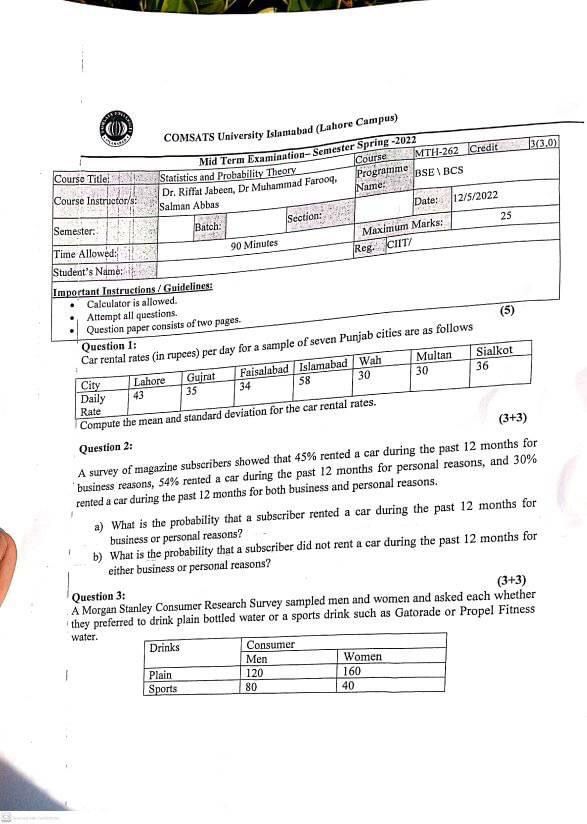 COMSATS University Islamabad (Lahore Campus)
Mid Term Examination– Semester Spring -2022
Course Title: Statistics and Probability Theory Course Programme Name: MTH-262 Credit 3(3,0)
BSE \ BCS
Course Instructor/s: Dr. Riffat Jabeen, Dr Muhammad Farooq, Salman Abbas
Semester: Batch: Section: Date: 12/5/2022
Time Allowed: 90 Minutes Maximum Marks: 25
Student's Name: Reg. CIIT/
Important Instructions / Guidelines:
• Calculator is allowed.
• Attempt all questions.
• Question paper consists of two pages.
Question 1: (5)
Car rental rates (in rupees) per day for a sample of seven Punjab cities are as follows
City Lahore Gujrat Faisalabad Islamabad Wah Multan Sialkot
Daily Rate 43 35 34 58 30 30 36
Compute the mean and standard deviation for the car rental rates.
Question 2: (3+3)
A survey of magazine subscribers showed that 45% rented a car during the past 12 months for
business reasons, 54% rented a car during the past 12 months for personal reasons, and 30%
rented a car during the past 12 months for both business and personal reasons.
a) What is the probability that a subscriber rented a car during the past 12 months for
business or personal reasons?
b) What is the probability that a subscriber did not rent a car during the past 12 months for
either business or personal reasons?
Question 3: (3+3)
A Morgan Stanley Consumer Research Survey sampled men and women and asked each whether
they preferred to drink plain bottled water or a sports drink such as Gatorade or Propel Fitness
water.
Drinks Consumer
Men Women
Plain 120 160
Sports 80 40